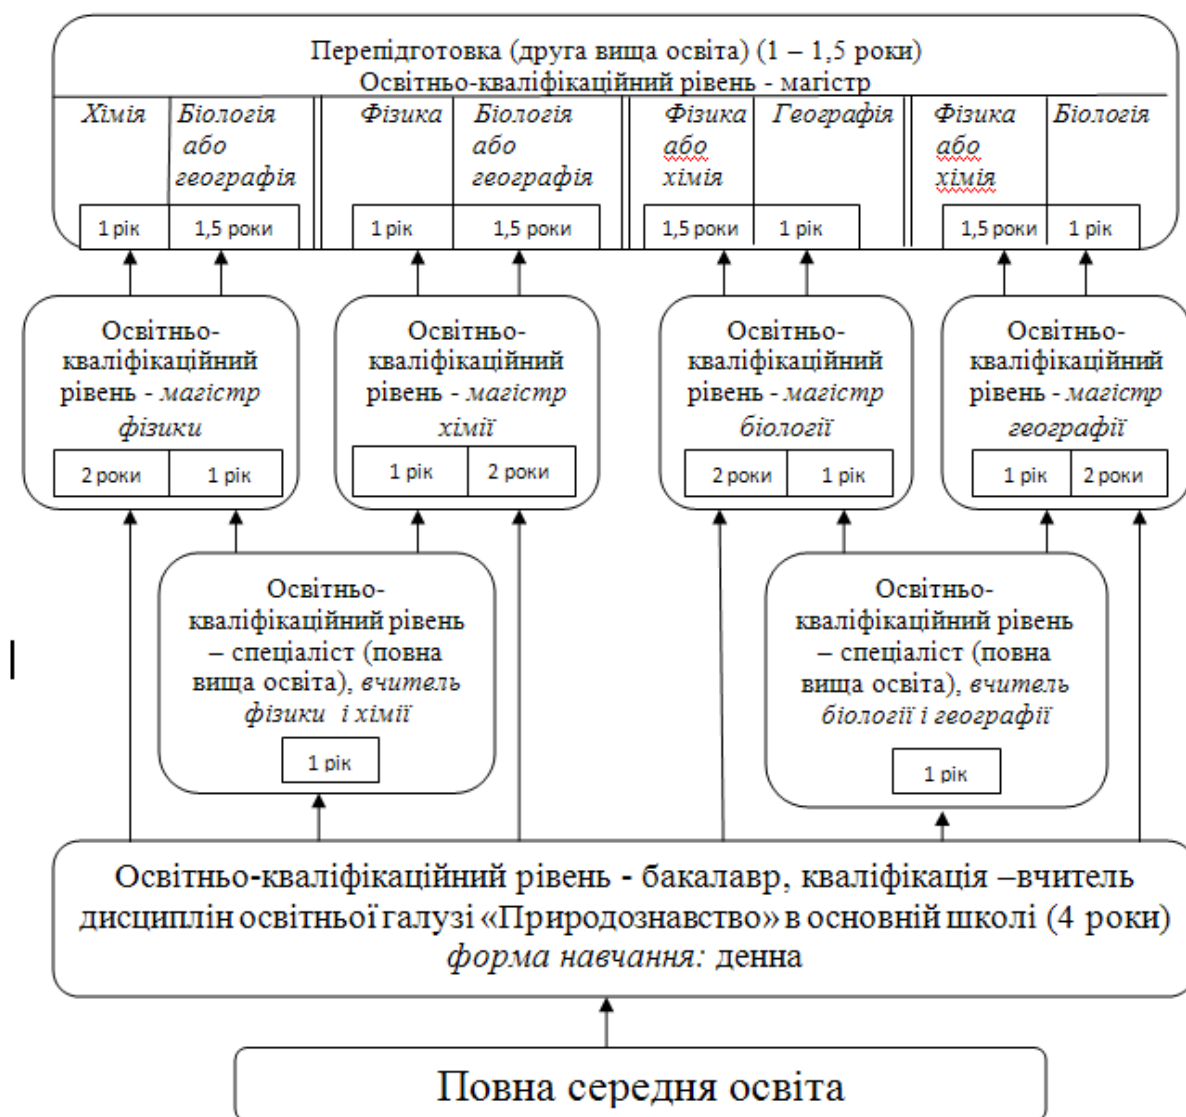 Перепідготовка (друга вища освіта) (1 – 1,5 роки)
Освітньо-кваліфікаційний рівень - магістр
Хімія
Біологія
або
географія
Фізика
Біологія
або
географія
Фізика
або
хімія
Географія
Фізика
або
хімія
Біологія
1 рік
1,5 роки
1 рік
1,5 роки
1,5 роки
1 рік
1,5 роки
1 рік
Освітньо-
кваліфікаційний
рівень - магістр
фізики
2 роки
1 рік
Освітньо-
кваліфікаційний
рівень - магістр
хімії
1 рік
2 роки
Освітньо-
кваліфікаційний
рівень - магістр
біології
2 роки
1 рік
Освітньо-
кваліфікаційний
рівень - магістр
географії
1 рік
2 роки
Освітньо-
кваліфікаційний рівень
– спеціаліст (повна
вища освіта), вчитель
фізики і хімії
1 рік
Освітньо-
кваліфікаційний рівень
– спеціаліст (повна
вища освіта), вчитель
біології і географії
1 рік
Освітньо-кваліфікаційний рівень - бакалавр, кваліфікація –вчитель
дисциплін освітньої галузі «Природознавство» в основній школі (4 роки)
форма навчання: денна
Повна середня освіта